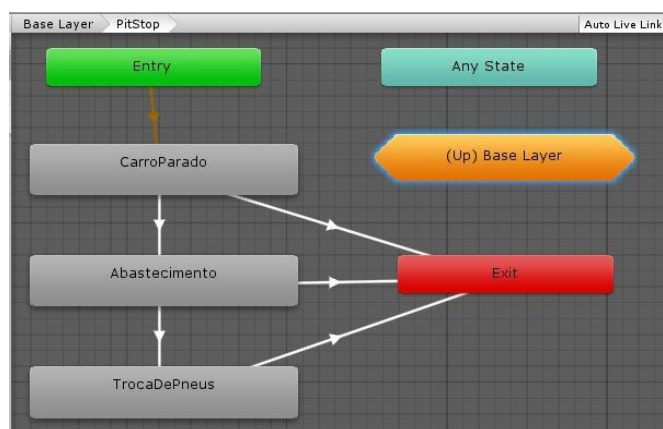 Base Layer PitStop Auto Live Link
Entry
Any State
CarroParado
(Up) Base Layer
Abastecimento
Exit
TrocaDePneus